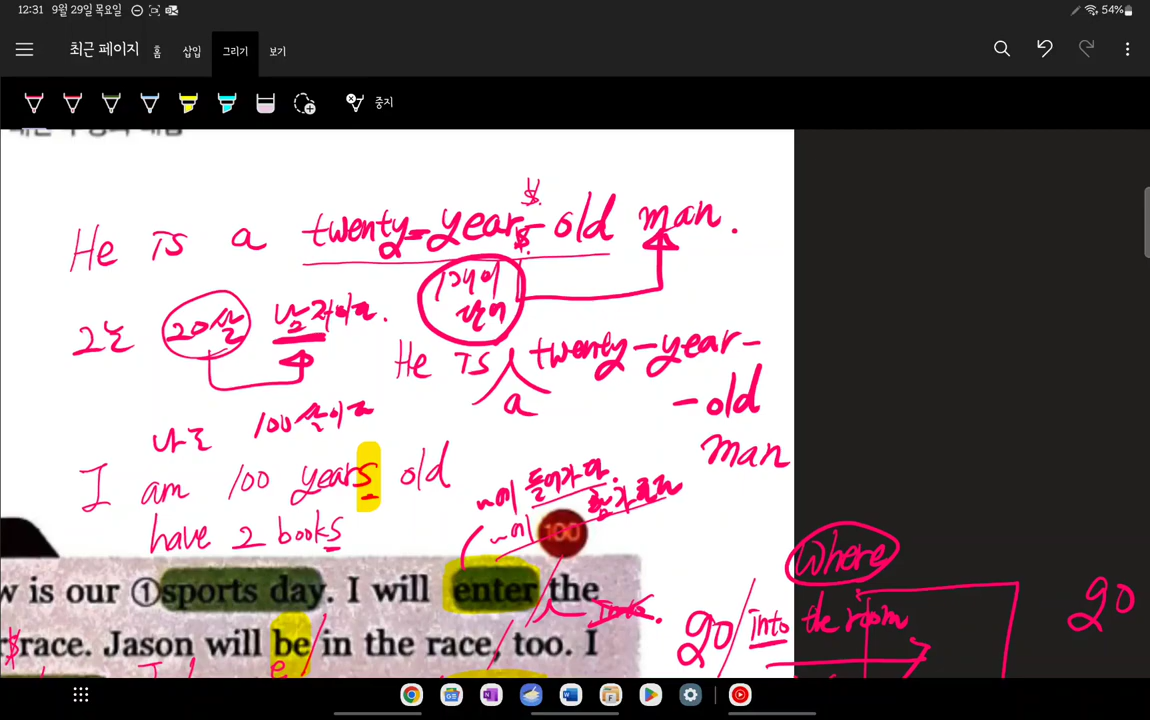 12:31 9월 29일 목요일 54%
최근 페이지 홈 삽입 그리기 보기
중지
He is a twenty-year-old man.
1개의
단어
그는 20살 남자이다.
He is twenty-year-
a
-old
man
나는 100살이다
I am 100 years old
~에 들어가다.
~에 참가하다
have 2 books
100
w is our ①sports day. I will enter the
into.
race. Jason will be in the race, too. I
where
go into the room
go